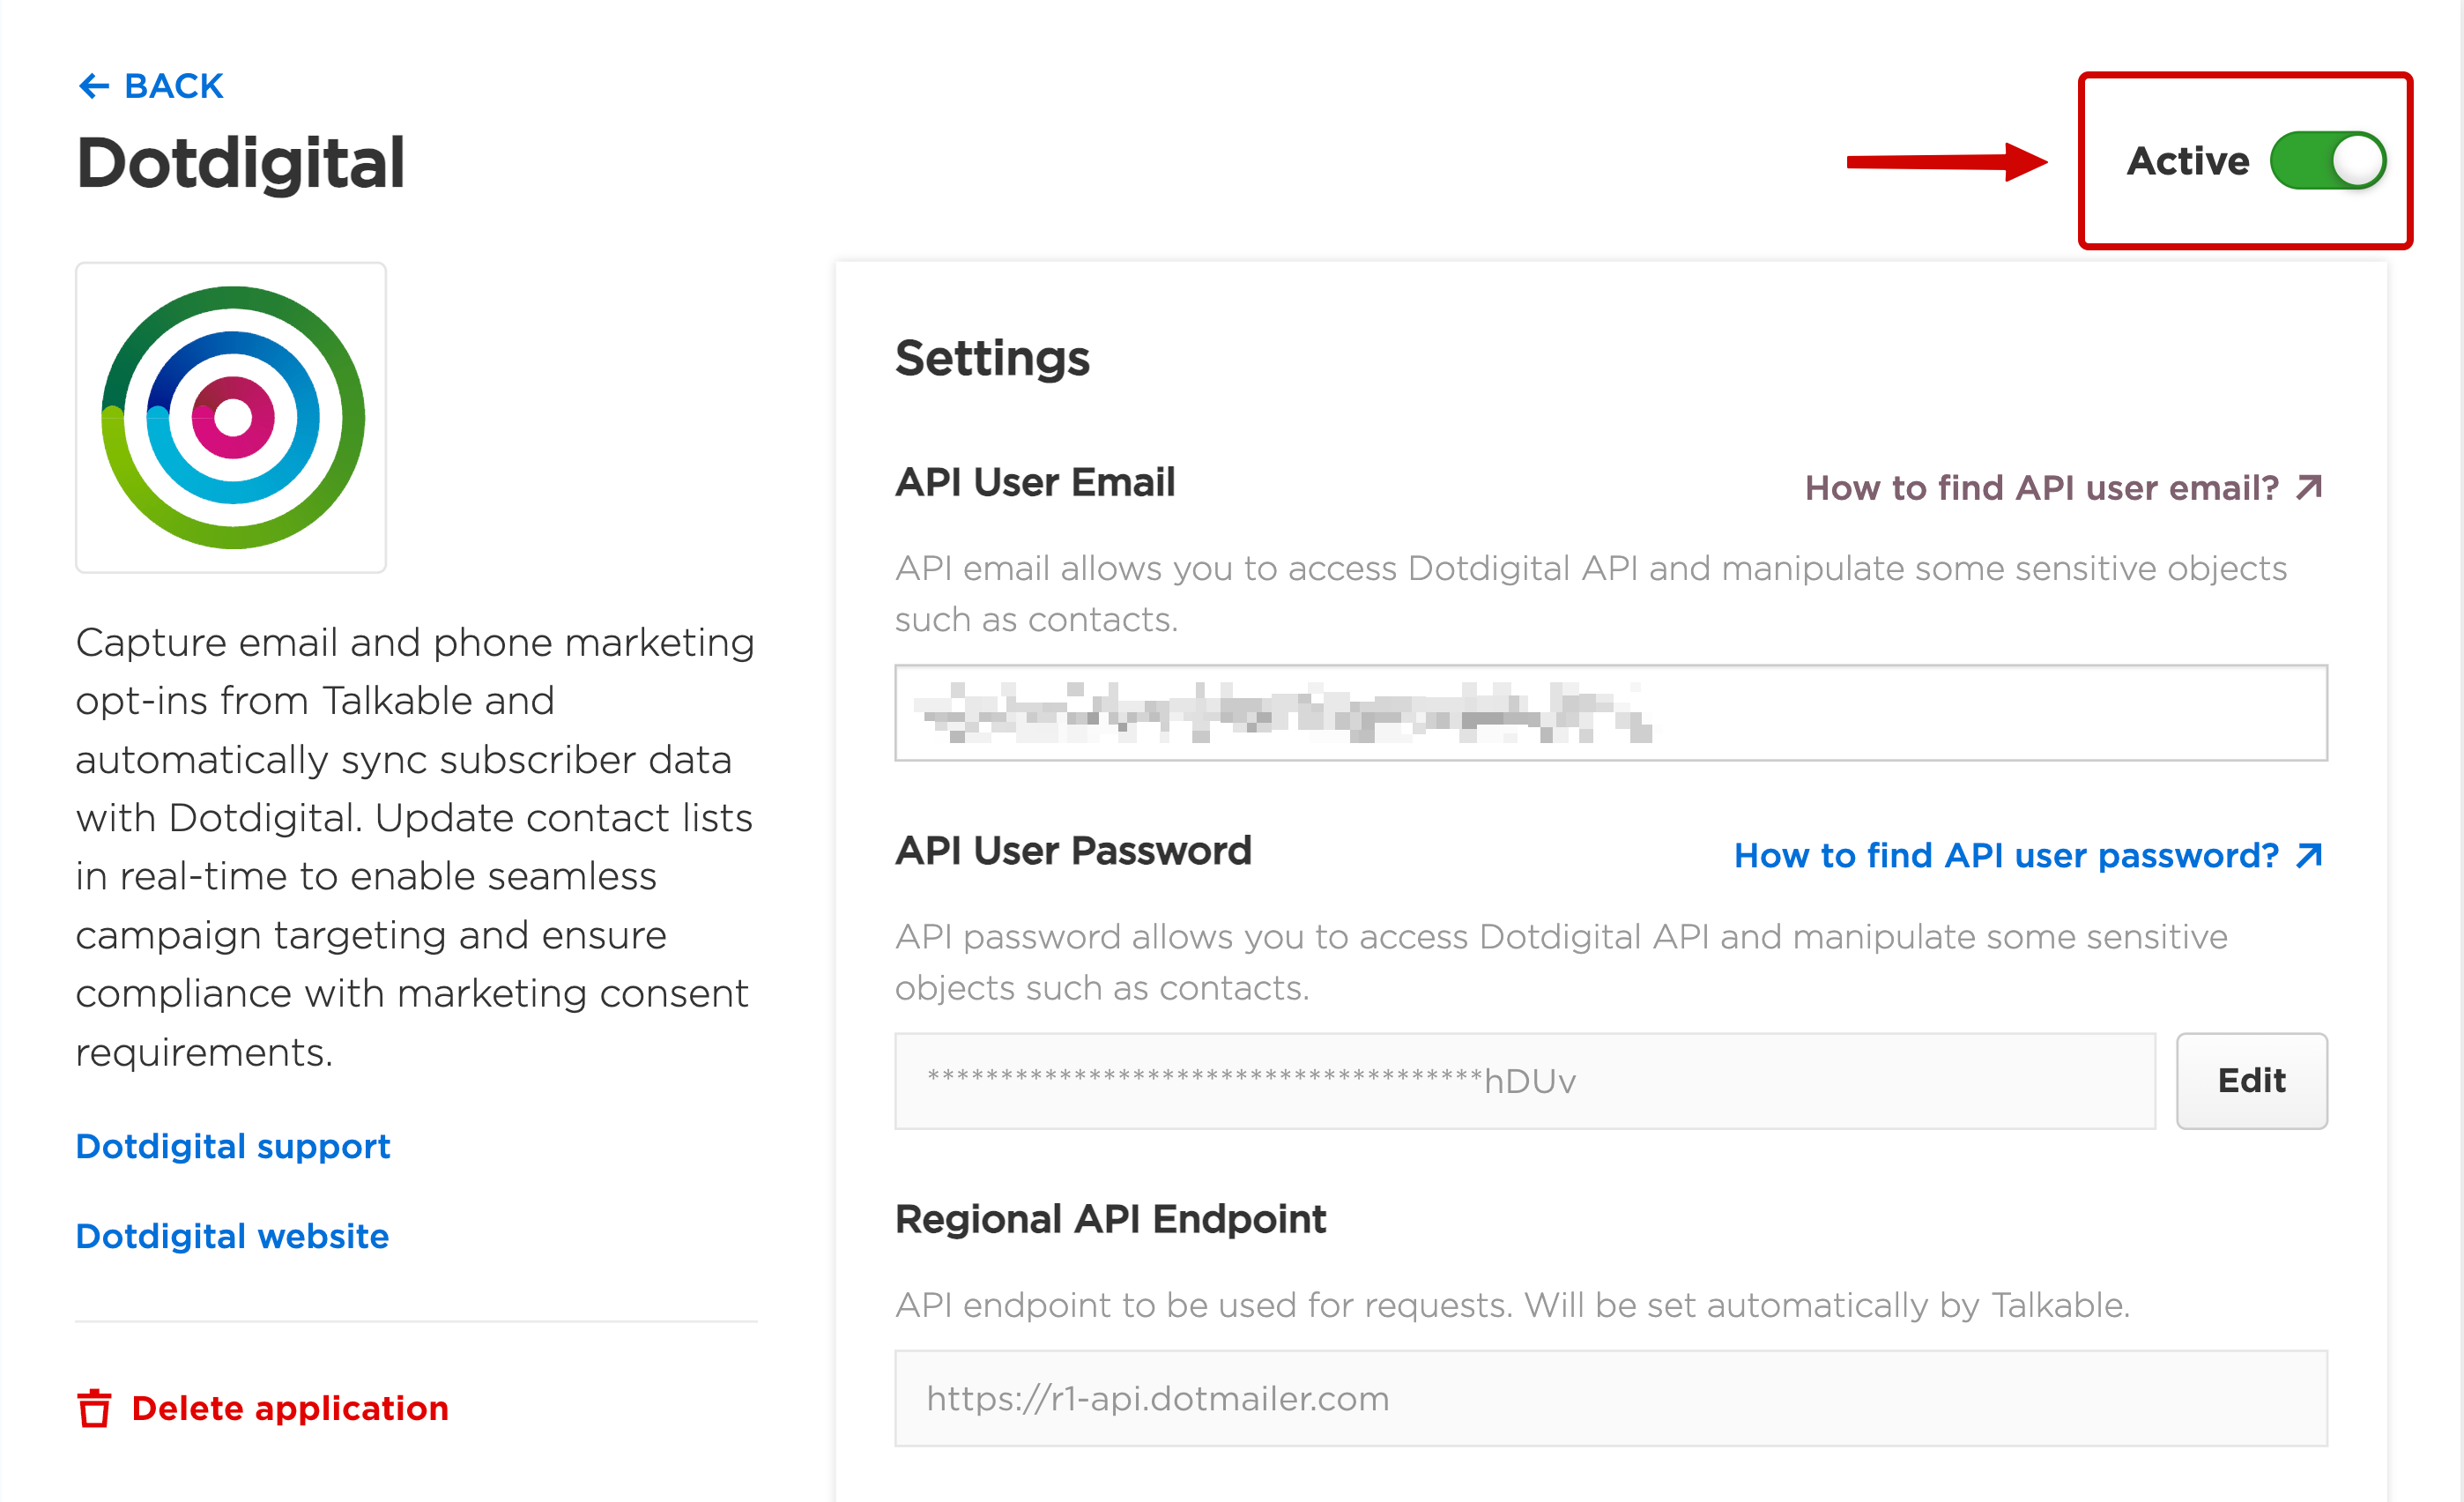 ← BACK
Dotdigital
Active
Capture email and phone marketing
opt-ins from Talkable and
automatically sync subscriber data
with Dotdigital. Update contact lists
in real-time to enable seamless
campaign targeting and ensure
compliance with marketing consent
requirements.
Dotdigital support
Dotdigital website
Delete application
Settings
API User Email
How to find API user email? ↗
API email allows you to access Dotdigital API and manipulate some sensitive objects
such as contacts.
API User Password
How to find API user password? ↗
API password allows you to access Dotdigital API and manipulate some sensitive
objects such as contacts.
**************************************hDUv
Edit
Regional API Endpoint
API endpoint to be used for requests. Will be set automatically by Talkable.
https://r1-api.dotmailer.com